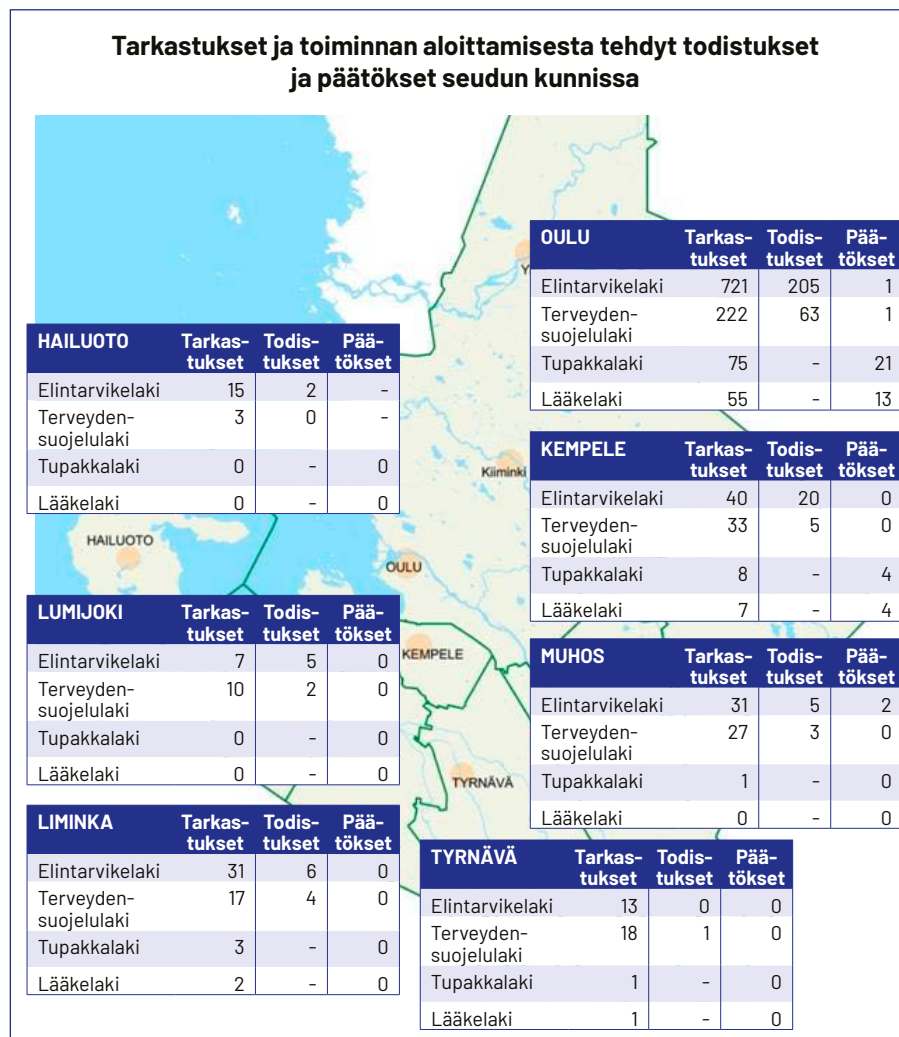 Tarkastukset ja toiminnan aloittamisesta tehdyt todistukset
ja päätökset seudun kunnissa
OULU Tarkas- Todis- Pää-
tukset tukset tökset
Elintarvikelaki 721 205 1
Terveyden- 222 63 1
suojelulaki
Tupakkalaki 75 - 21
Lääkelaki 55 - 13
HAILUOTO Tarkas- Todis- Pää-
tukset tukset tökset
Elintarvikelaki 15 2 -
Terveyden- 3 0 -
suojelulaki
Tupakkalaki 0 - 0
Lääkelaki 0 - 0
KEMPELE Tarkas- Todis- Pää-
tukset tukset tökset
Elintarvikelaki 40 20 0
Terveyden- 33 5 0
suojelulaki
Tupakkalaki 8 - 4
Lääkelaki 7 - 4
Kiiminki
HAILUOTO
OULU
LUMIJOKI Tarkas- Todis- Pää-
tukset tukset tökset
Elintarvikelaki 7 5 0
Terveyden- 10 2 0
suojelulaki
Tupakkalaki 0 - 0
Lääkelaki 0 - 0
KEMPELE
MUHOS Tarkas- Todis- Pää-
tukset tukset tökset
Elintarvikelaki 31 5 2
Terveyden- 27 3 0
suojelulaki
Tupakkalaki 1 - 0
Lääkelaki 0 - 0
TYRNÄVÄ
LIMINKA Tarkas- Todis- Pää-
tukset tukset tökset
Elintarvikelaki 31 6 0
Terveyden- 17 4 0
suojelulaki
Tupakkalaki 3 - 0
Lääkelaki 2 - 0
TYRNÄVÄ Tarkas- Todis- Pää-
tukset tukset tökset
Elintarvikelaki 13 0 0
Terveyden- 18 1 0
suojelulaki
Tupakkalaki 1 - 0
Lääkelaki 1 - 0